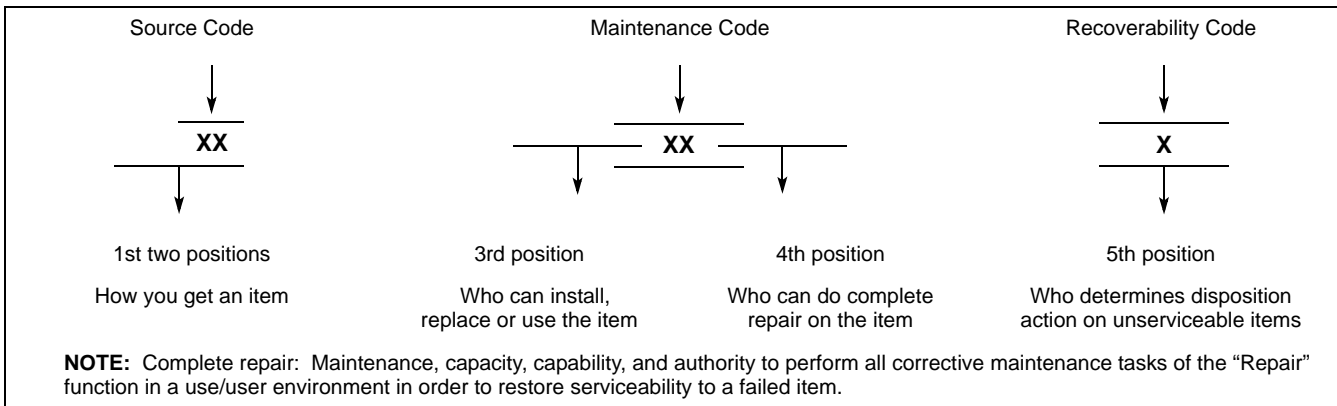 Source Code
Maintenance Code
Recoverability Code
XX
XX
X
1st two positions
3rd position
4th position
5th position
How you get an item
Who can install,
replace or use the item
Who can do complete
repair on the item
Who determines disposition
action on unserviceable items
NOTE: Complete repair: Maintenance, capacity, capability, and authority to perform all corrective maintenance tasks of the “Repair”
function in a use/user environment in order to restore serviceability to a failed item.